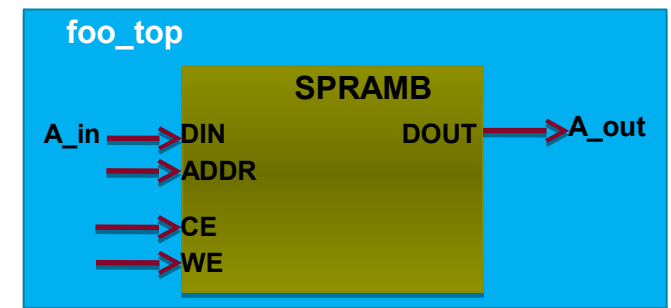 foo_top
SPRAMB
A_in DIN DOUT A_out
ADDR
CE
WE